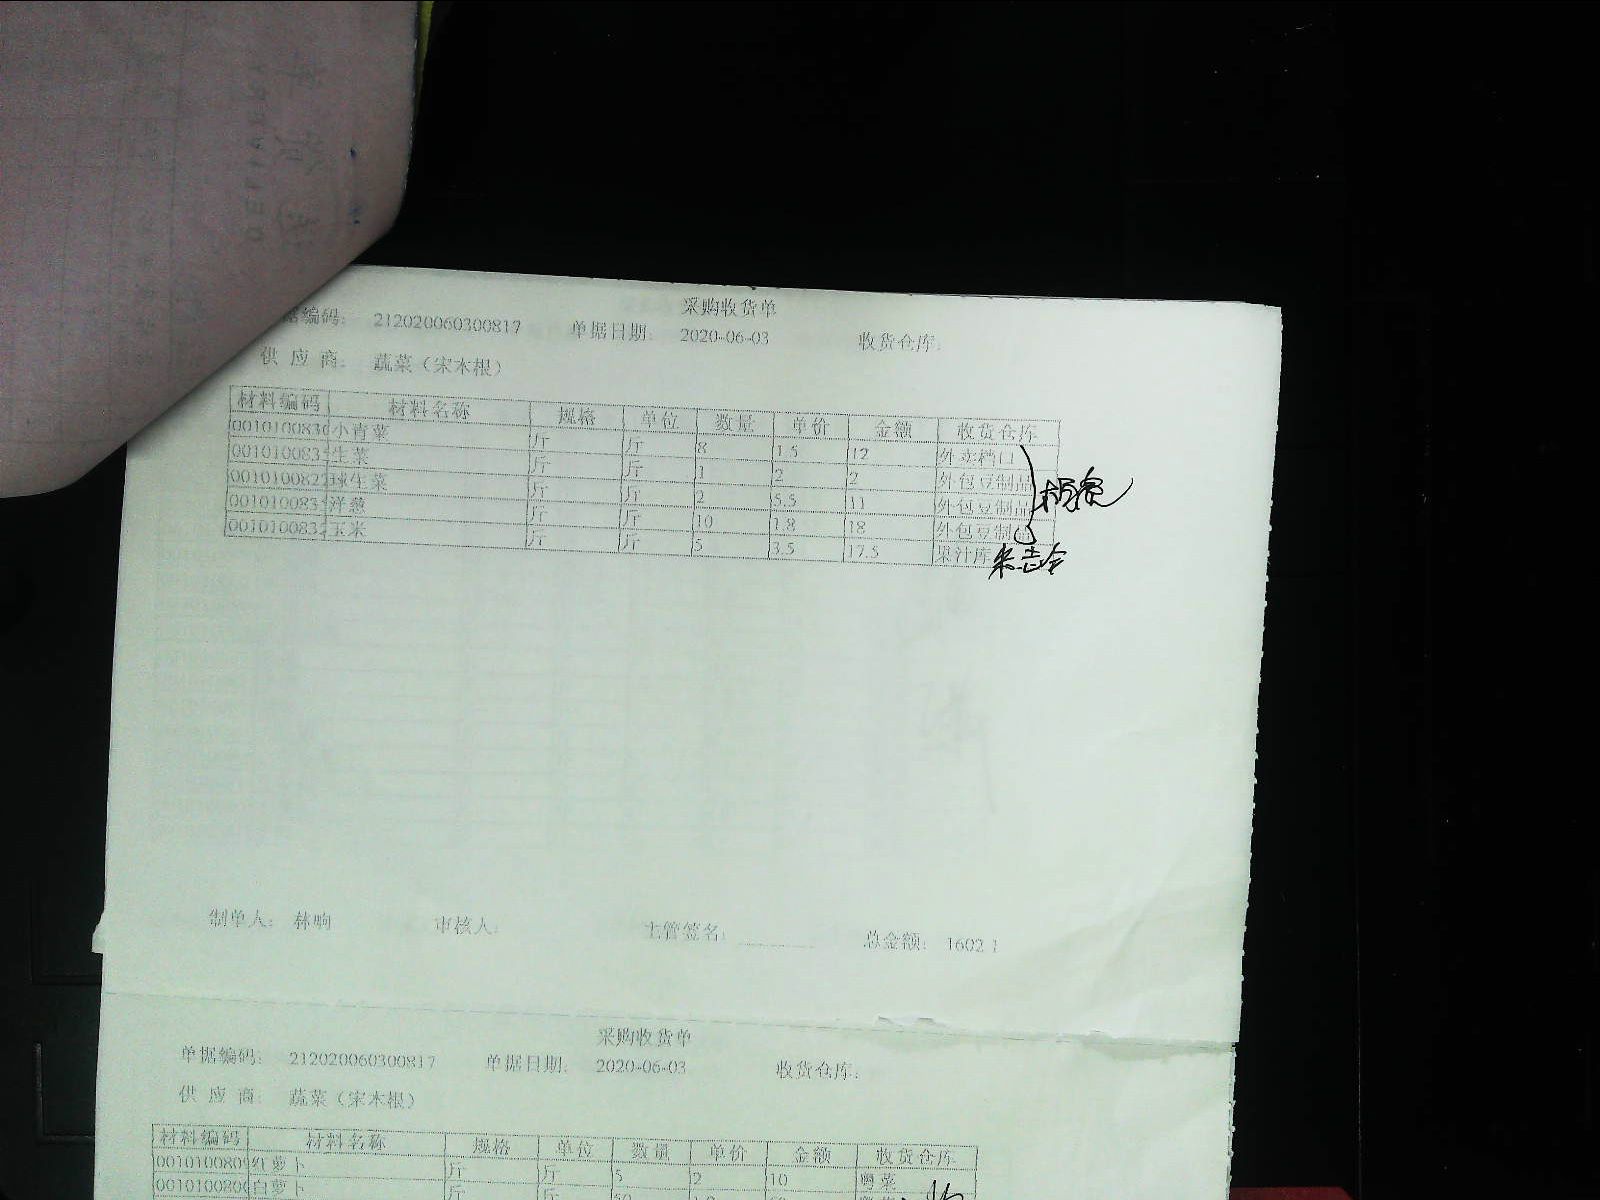 采购收货单
据编码: 212020060300817 单据日期: 2020-06-03 收货仓库:
供应商: 蔬菜（宋本根）
材料编码 材料名称 规格 单位 数量 单价 金额 收货仓库
小青菜 斤 斤 8 1.5 12 外卖档口
生菜 斤 斤 1 2 2 外包豆制品
球生菜 斤 斤 2 5.5 11 外包豆制品
洋葱 斤 斤 10 1.8 18 外包豆制品
玉米 斤 斤 5 3.5 17.5 果汁库
制单人: 林响 审核人: 主管签名: 总金额: 1602.1
采购收货单
单据编码: 212020060300817 单据日期: 2020-06-03 收货仓库:
供应商: 蔬菜（宋本根）
材料编码 材料名称 规格 单位 数量 单价 金额 收货仓库
红萝卜 斤 斤 5 2 10 粤菜
白萝卜 斤 斤